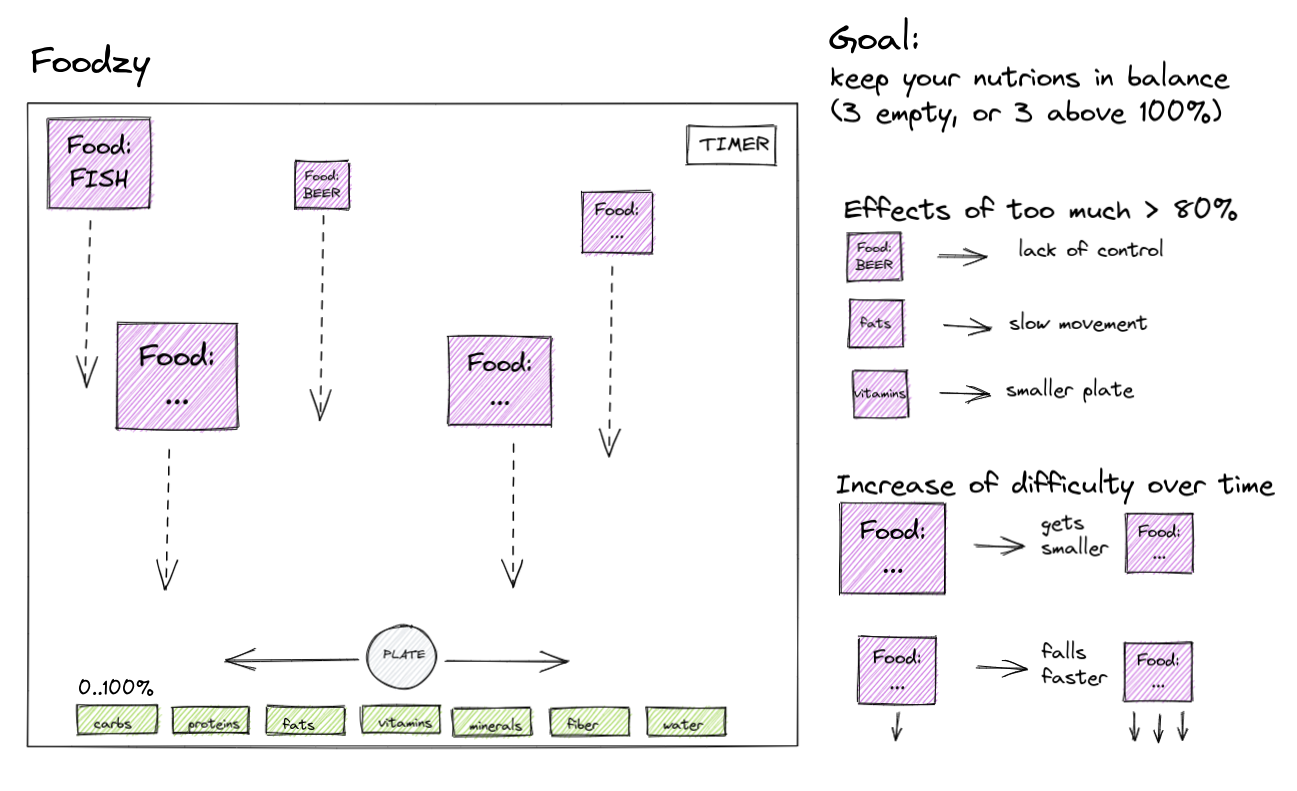 Foodzy
Food:
FISH
Food:
BEER
Food:
...
TIMER
Food:
...
Food:
...
PLATE
0..100%
carbs
proteins
fats
vitamins
minerals
fiber
water
Goal:
keep your nutrions in balance
(3 empty, or 3 above 100%)
Effects of too much > 80%
Food:
BEER
lack of control
fats
slow movement
vitamins
smaller plate
Increase of difficulty over time
Food:
...
gets
smaller
Food:
...
Food:
...
falls
faster
Food:
...